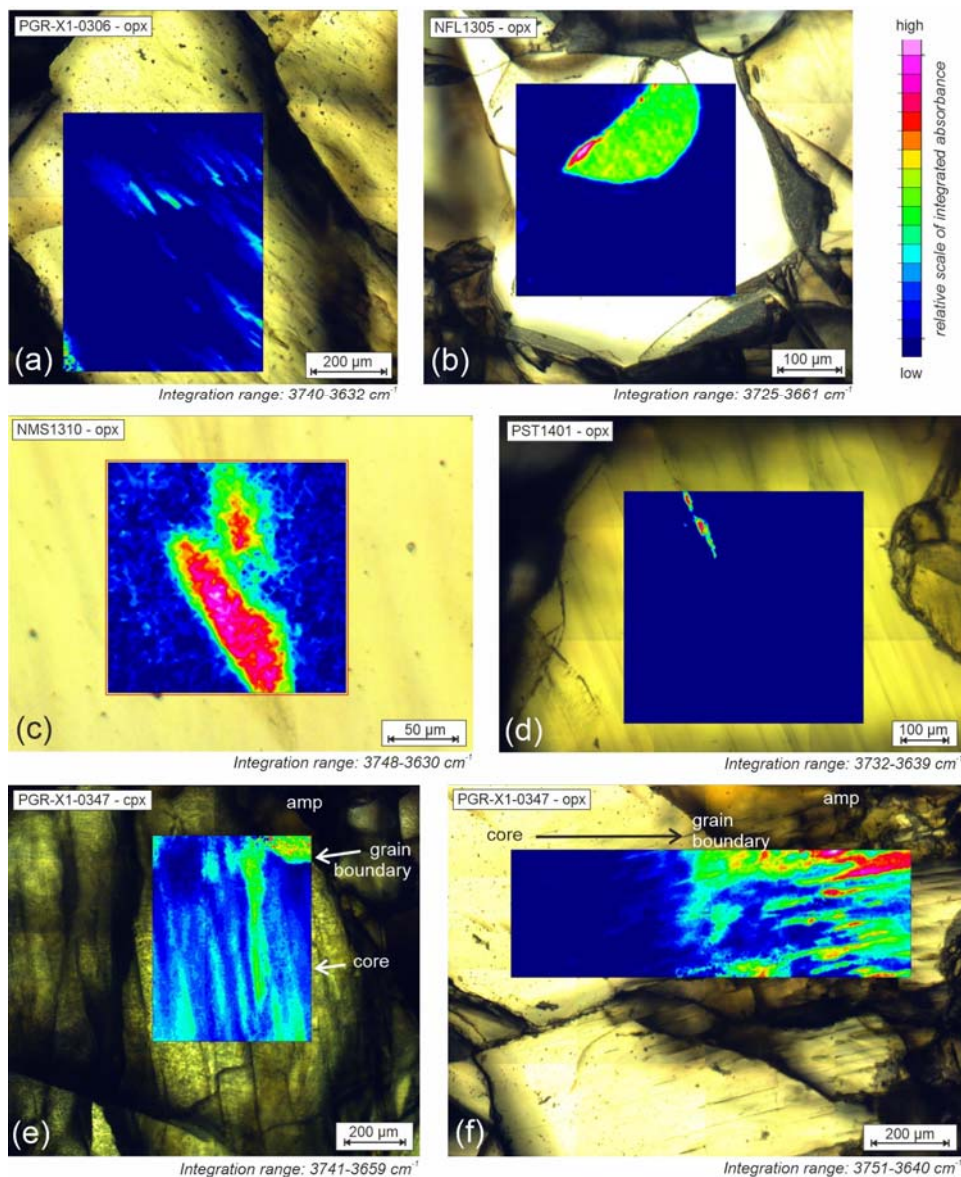 PGR-X1-0306 - opx
(a)
200 µm
Integration range: 3740-3632 cm-1
NFL1305 - opx
(b)
100 µm
Integration range: 3725-3661 cm-1
high
relative scale of integrated absorbance
low
NMS1310 - opx
(c)
50 µm
Integration range: 3748-3630 cm-1
PST1401 - opx
(d)
100 µm
Integration range: 3732-3639 cm-1
PGR-X1-0347 - cpx
amp
grain
boundary
core
(e)
200 µm
Integration range: 3741-3659 cm-1
PGR-X1-0347 - opx
amp
core
grain
boundary
(f)
200 µm
Integration range: 3751-3640 cm-1